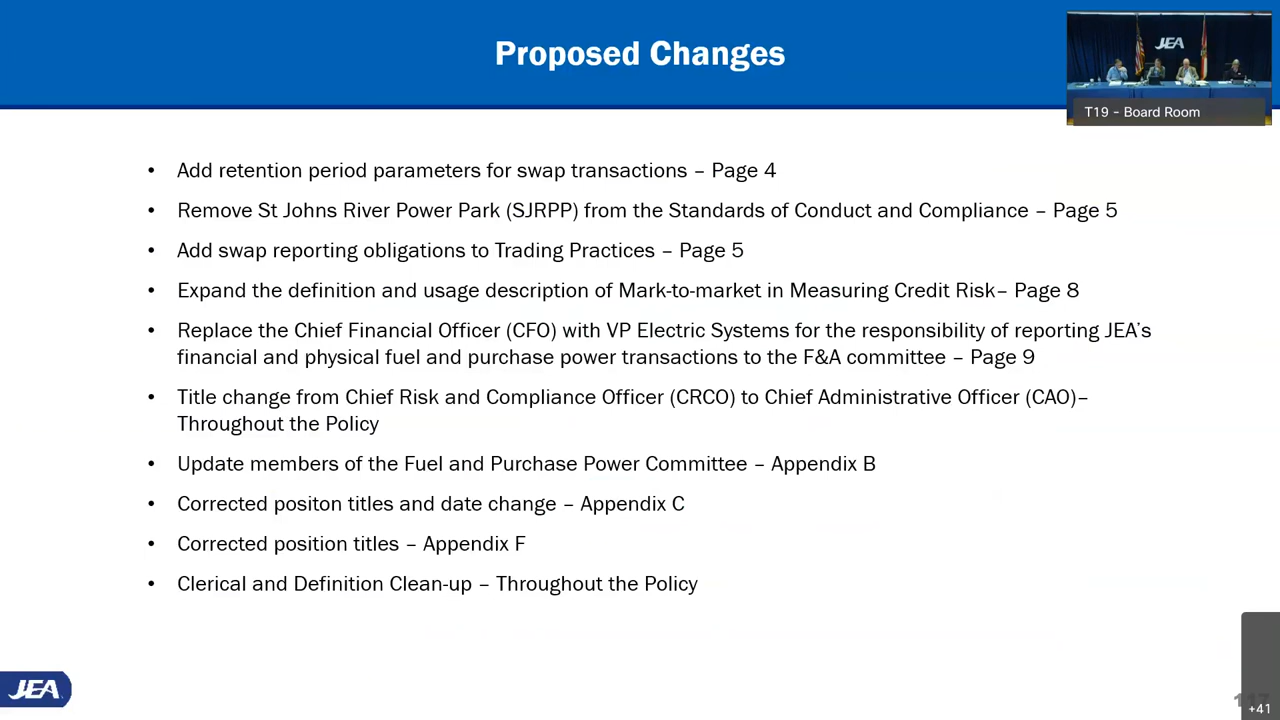 Proposed Changes
JEA
T19 - Board Room
• Add retention period parameters for swap transactions – Page 4
• Remove St Johns River Power Park (SJRPP) from the Standards of Conduct and Compliance – Page 5
• Add swap reporting obligations to Trading Practices – Page 5
• Expand the definition and usage description of Mark-to-market in Measuring Credit Risk– Page 8
• Replace the Chief Financial Officer (CFO) with VP Electric Systems for the responsibility of reporting JEA’s
financial and physical fuel and purchase power transactions to the F&A committee – Page 9
• Title change from Chief Risk and Compliance Officer (CRCO) to Chief Administrative Officer (CAO)–
Throughout the Policy
• Update members of the Fuel and Purchase Power Committee – Appendix B
• Corrected positon titles and date change – Appendix C
• Corrected position titles – Appendix F
• Clerical and Definition Clean-up – Throughout the Policy
JEA
117
+41